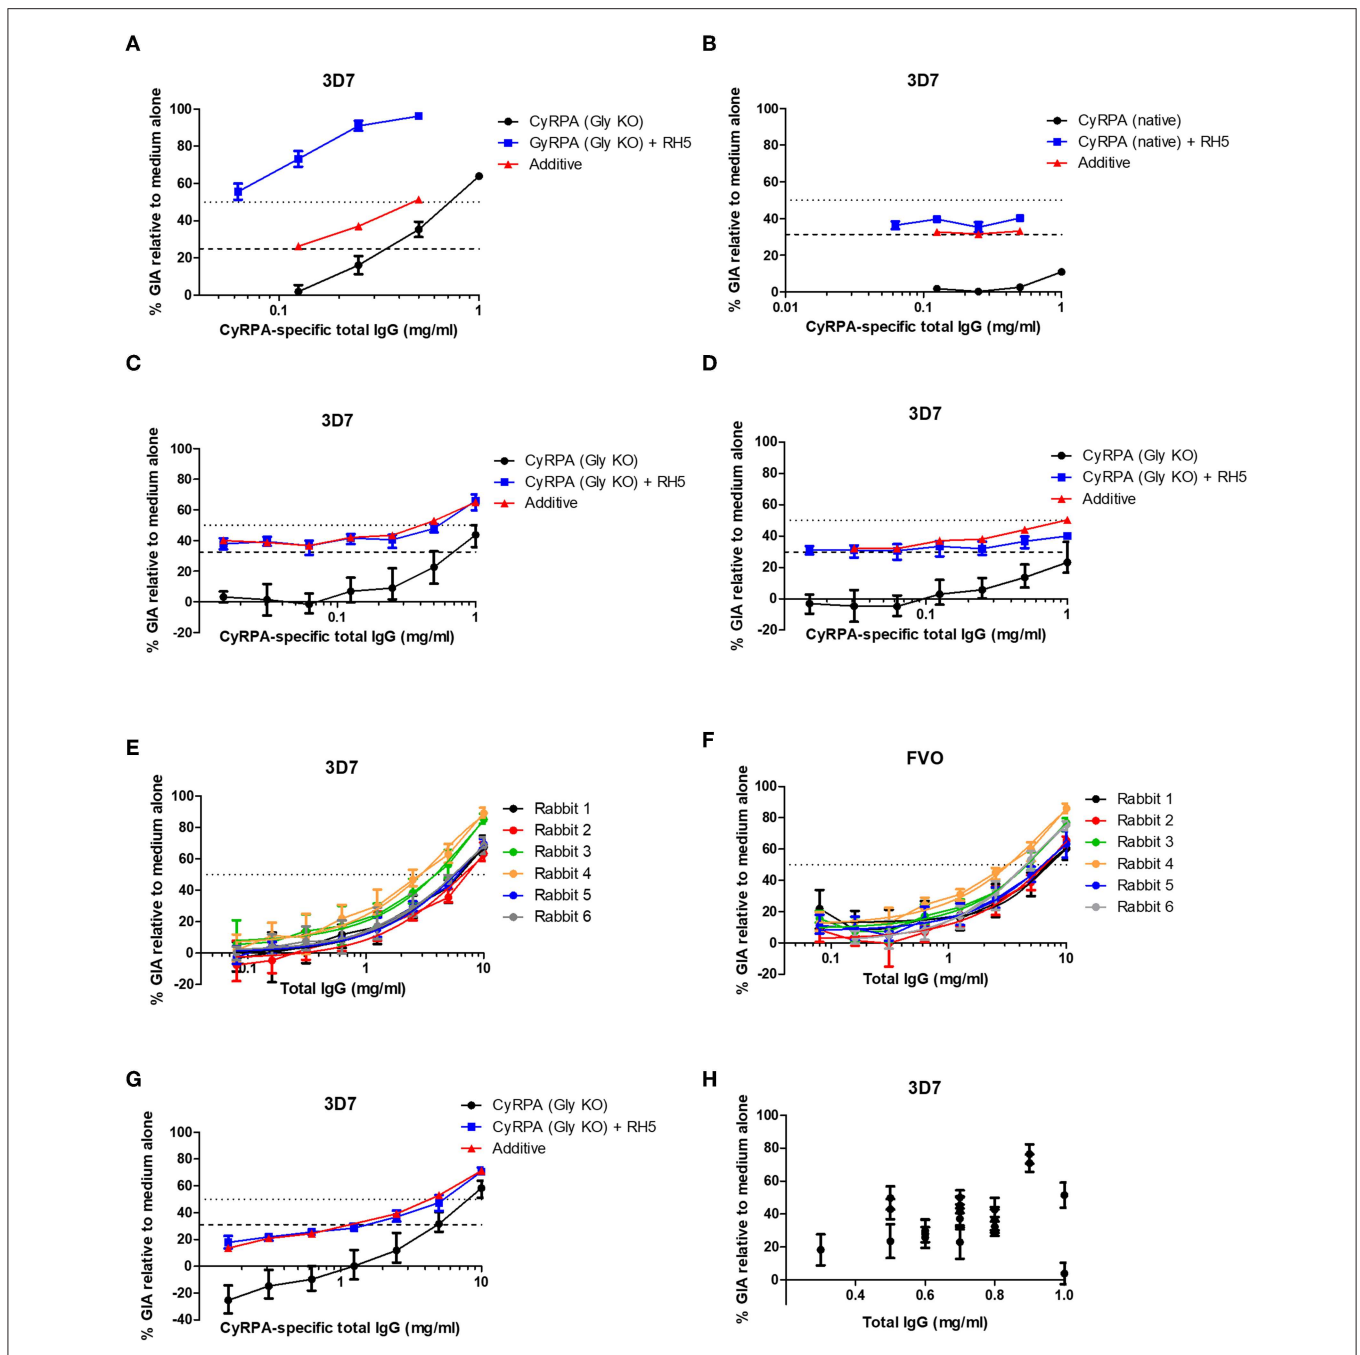 A
3D7
% GIA relative to medium alone
100
80
60
40
20
0
0.1
1
CyRPA-specific total IgG (mg/ml)
CyRPA (Gly KO)
GyRPA (Gly KO) + RH5
Additive
B
3D7
% GIA relative to medium alone
100
80
60
40
20
0
0.01
0.1
1
CyRPA-specific total IgG (mg/ml)
CyRPA (native)
CyRPA (native) + RH5
Additive
C
3D7
% GIA relative to medium alone
100
80
60
40
20
0
-20
0.1
1
CyRPA-specific total IgG (mg/ml)
CyRPA (Gly KO)
CyRPA (Gly KO) + RH5
Additive
D
3D7
% GIA relative to medium alone
100
80
60
40
20
0
-20
0.1
1
CyRPA-specific total IgG (mg/ml)
CyRPA (Gly KO)
CyRPA (Gly KO) + RH5
Additive
E
3D7
% GIA relative to medium alone
100
80
60
40
20
0
-20
0.1
1
10
Total IgG (mg/ml)
Rabbit 1
Rabbit 2
Rabbit 3
Rabbit 4
Rabbit 5
Rabbit 6
F
FVO
% GIA relative to medium alone
100
80
60
40
20
0
-20
0.1
1
10
Total IgG (mg/ml)
Rabbit 1
Rabbit 2
Rabbit 3
Rabbit 4
Rabbit 5
Rabbit 6
G
3D7
% GIA relative to medium alone
100
80
60
40
20
0
-20
-40
1
10
CyRPA-specific total IgG (mg/ml)
CyRPA (Gly KO)
CyRPA (Gly KO) + RH5
Additive
H
3D7
% GIA relative to medium alone
100
80
60
40
20
0
0.4
0.6
0.8
1.0
Total IgG (mg/ml)